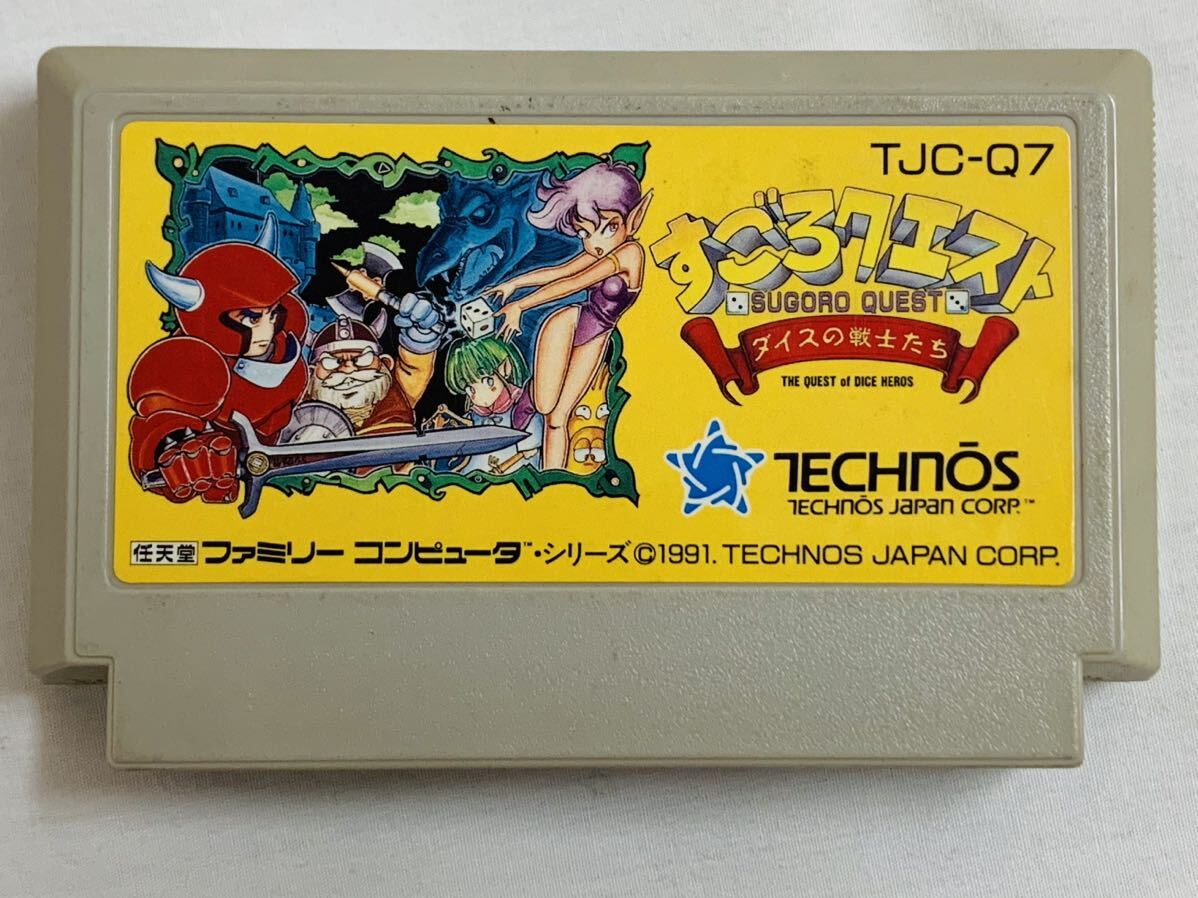 TJC-Q7
すごろクエスト
SUGORO QUEST
ダイスの戦士たち
THE QUEST of DICE HEROS
TECHNŌS
TECHNŌS JAPAN CORP.™
任天堂 ファミリー コンピュータ™・シリーズ©1991. TECHNOS JAPAN CORP.